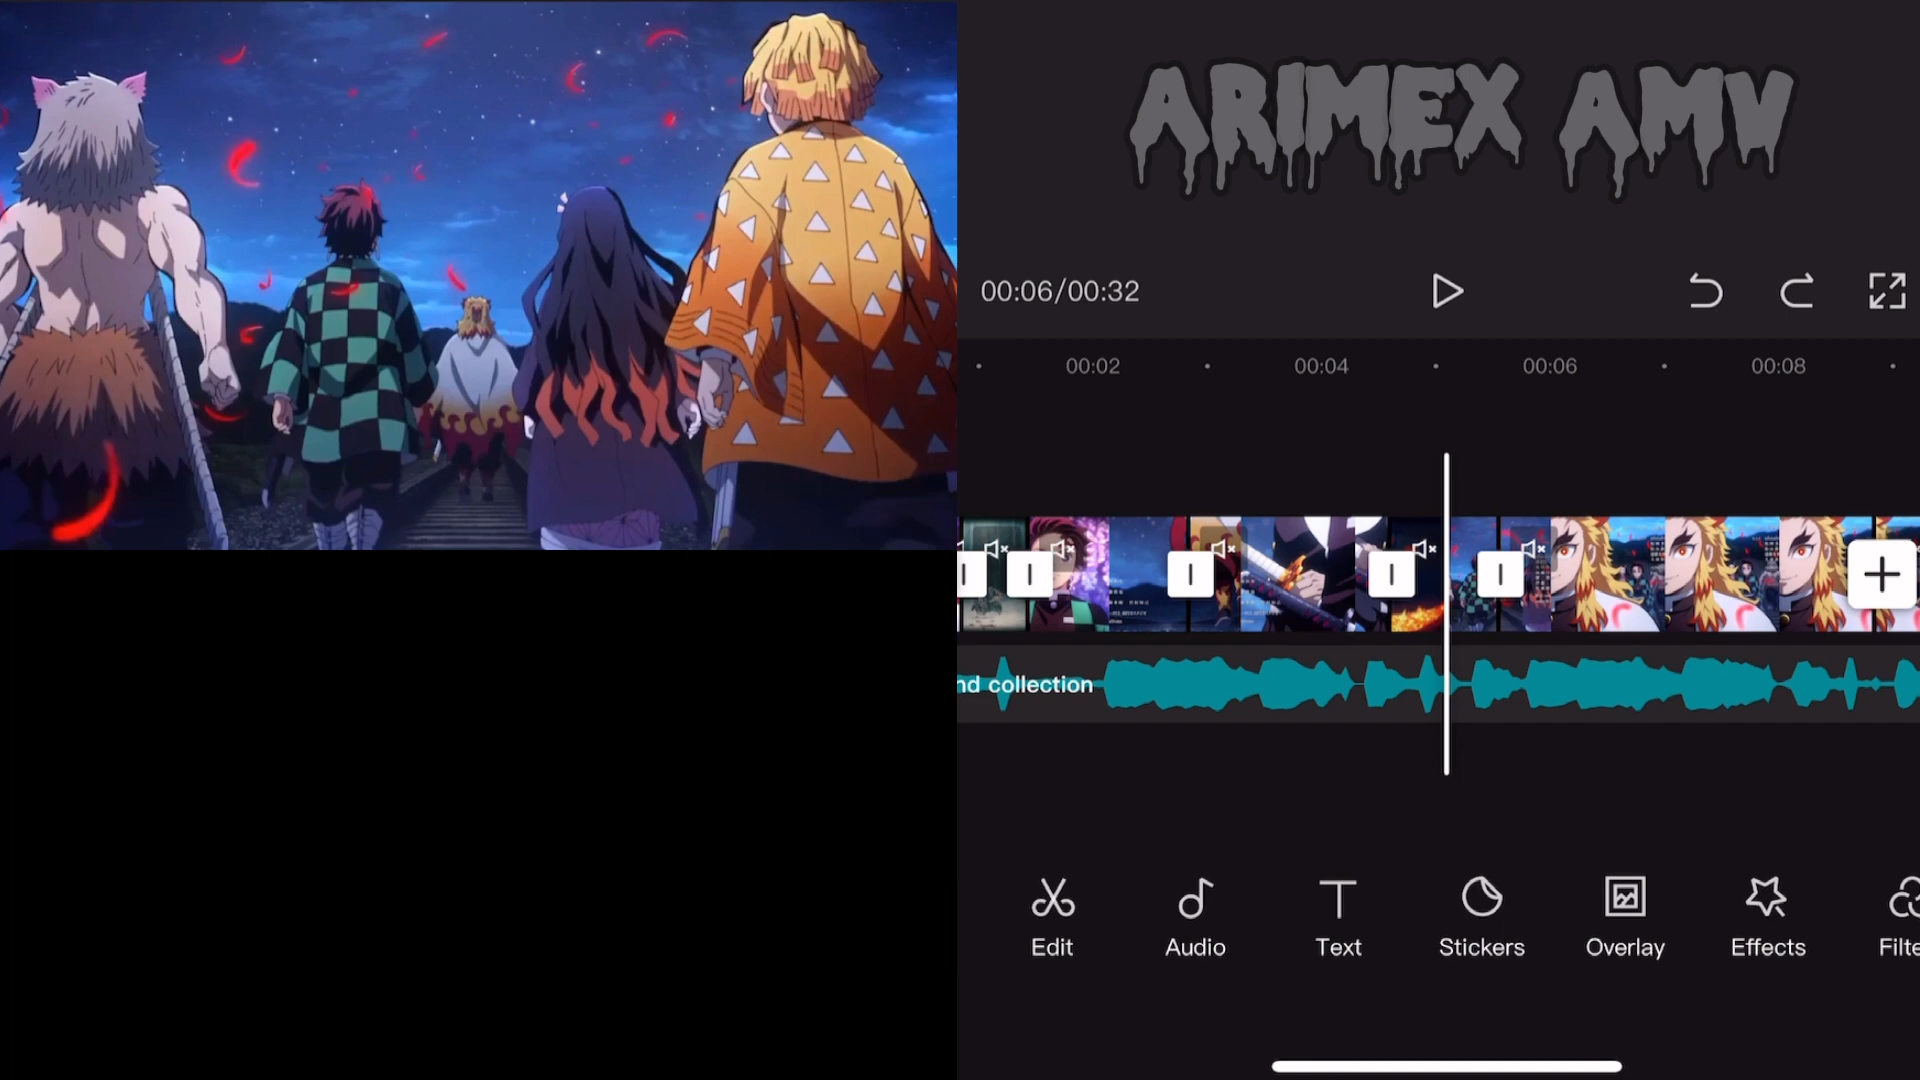 ARIMEX AMV
00:06/00:32
00:02
00:04
00:06
00:08
nd collection
Edit
Audio
Text
Stickers
Overlay
Effects
Filte